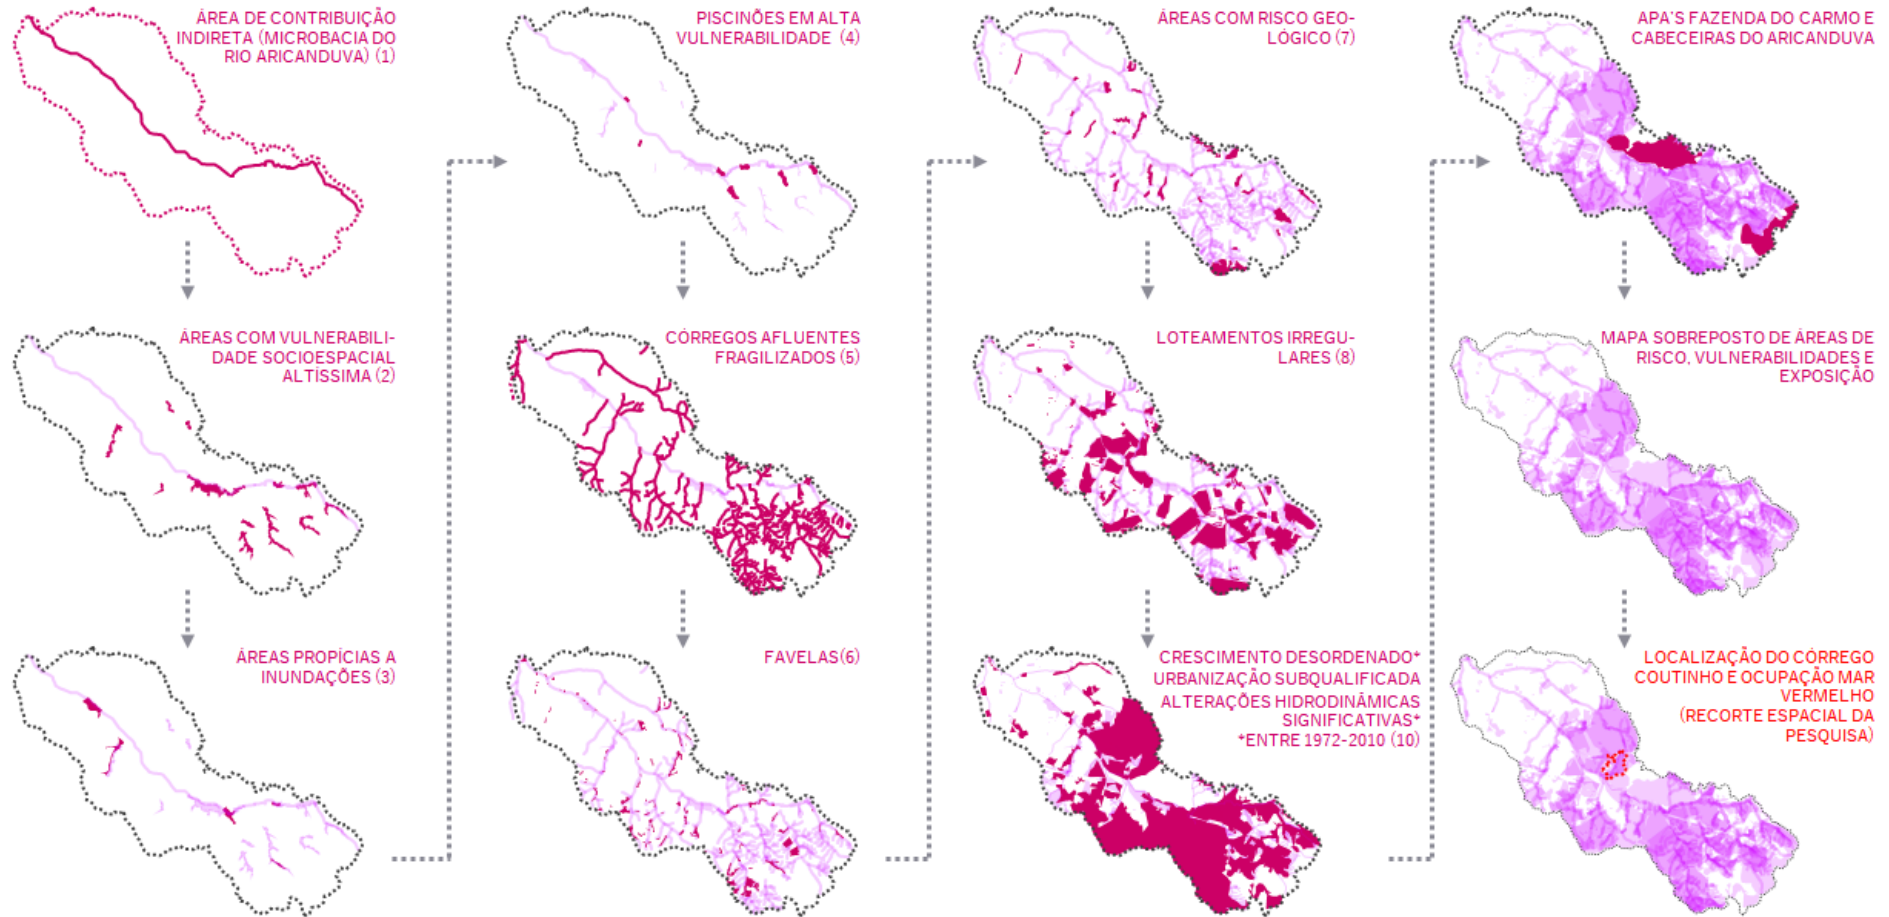 ÁREA DE CONTRIBUIÇÃO
INDIRETA (MICROBACIA DO
RIO ARICANDUVA) (1)
ÁREAS COM VULNERABILI-
DADE SOCIOESPACIAL
ALTÍSSIMA (2)
ÁREAS PROPÍCIAS A
INUNDAÇÕES (3)
PISCINÕES EM ALTA
VULNERABILIDADE (4)
CÓRREGOS AFLUENTES
FRAGILIZADOS (5)
FAVELAS(6)
ÁREAS COM RISCO GEO-
LÓGICO (7)
LOTEAMENTOS IRREGU-
LARES (8)
CRESCIMENTO DESORDENADO*
URBANIZAÇÃO SUBQUALIFICADA
ALTERAÇÕES HIDRODINÂMICAS
SIGNIFICATIVAS*
*ENTRE 1972-2010 (10)
APA'S FAZENDA DO CARMO E
CABECEIRAS DO ARICANDUVA
MAPA SOBREPOSTO DE ÁREAS DE
RISCO, VULNERABILIDADES E
EXPOSIÇÃO
LOCALIZAÇÃO DO CÓRREGO
COUTINHO E OCUPAÇÃO MAR
VERMELHO
(RECORTE ESPACIAL DA
PESQUISA)